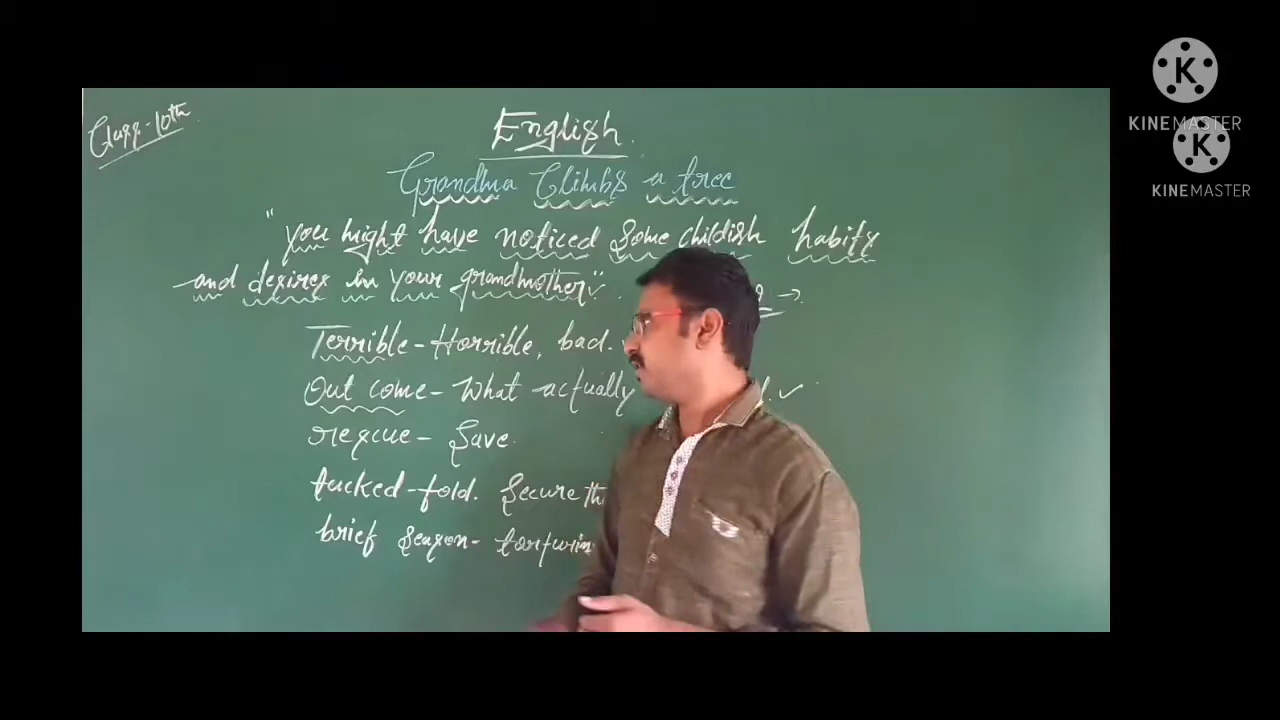 Class-10th
English.
Grandma Climbs a tree
"you might have noticed some childish habits
and desires in your grandmother".
Terrible-Horrible, bad.
Out come-What actually
rescue-Save.
tucked-fold. Secure
brief season-
KINEMASTER
KINEMASTER